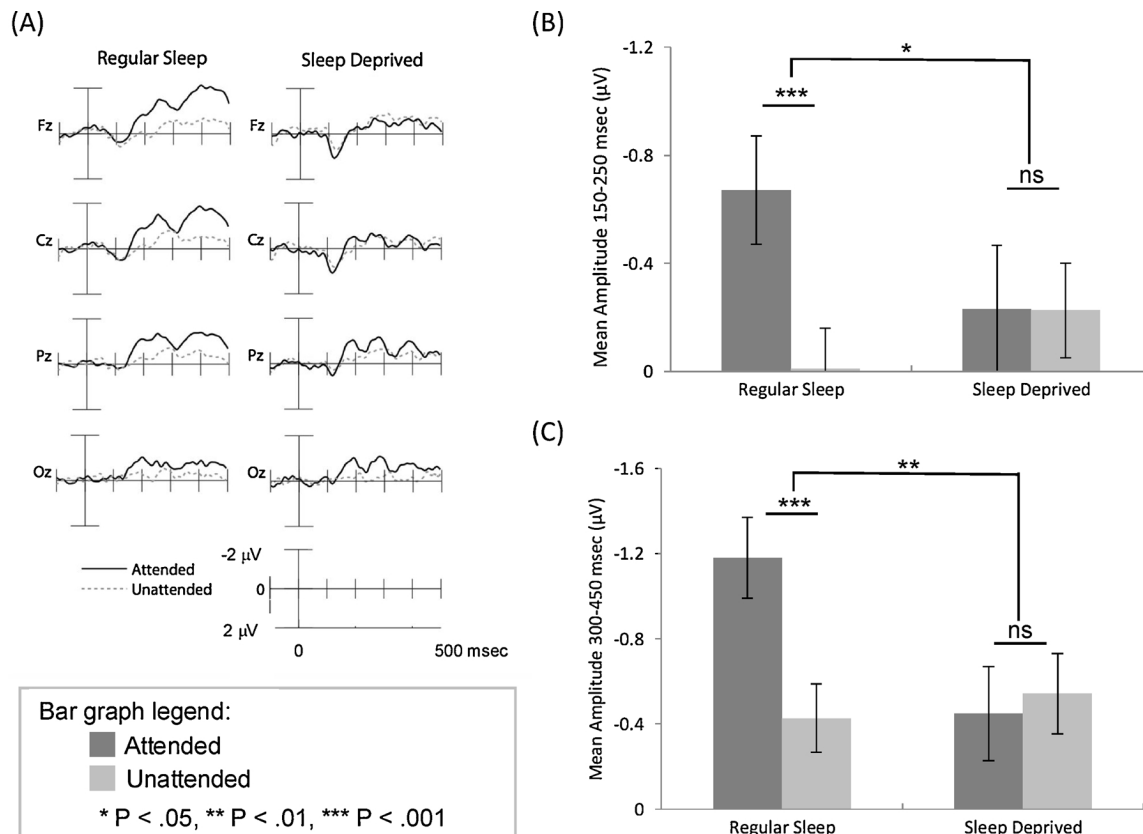 (A)
Regular Sleep
Sleep Deprived
Fz
Fz
Cz
Cz
Pz
Pz
Oz
Oz
Attended
Unattended
-2 µV
0
2 µV
0
500 msec
Bar graph legend:
Attended
Unattended
* P < .05, ** P < .01, *** P < .001
(B)
Mean Amplitude 150-250 msec (µV)
-1.2
-0.8
-0.4
0
*
***
ns
Regular Sleep
Sleep Deprived
(C)
Mean Amplitude 300-450 msec (µV)
-1.6
-1.2
-0.8
-0.4
0
**
***
ns
Regular Sleep
Sleep Deprived